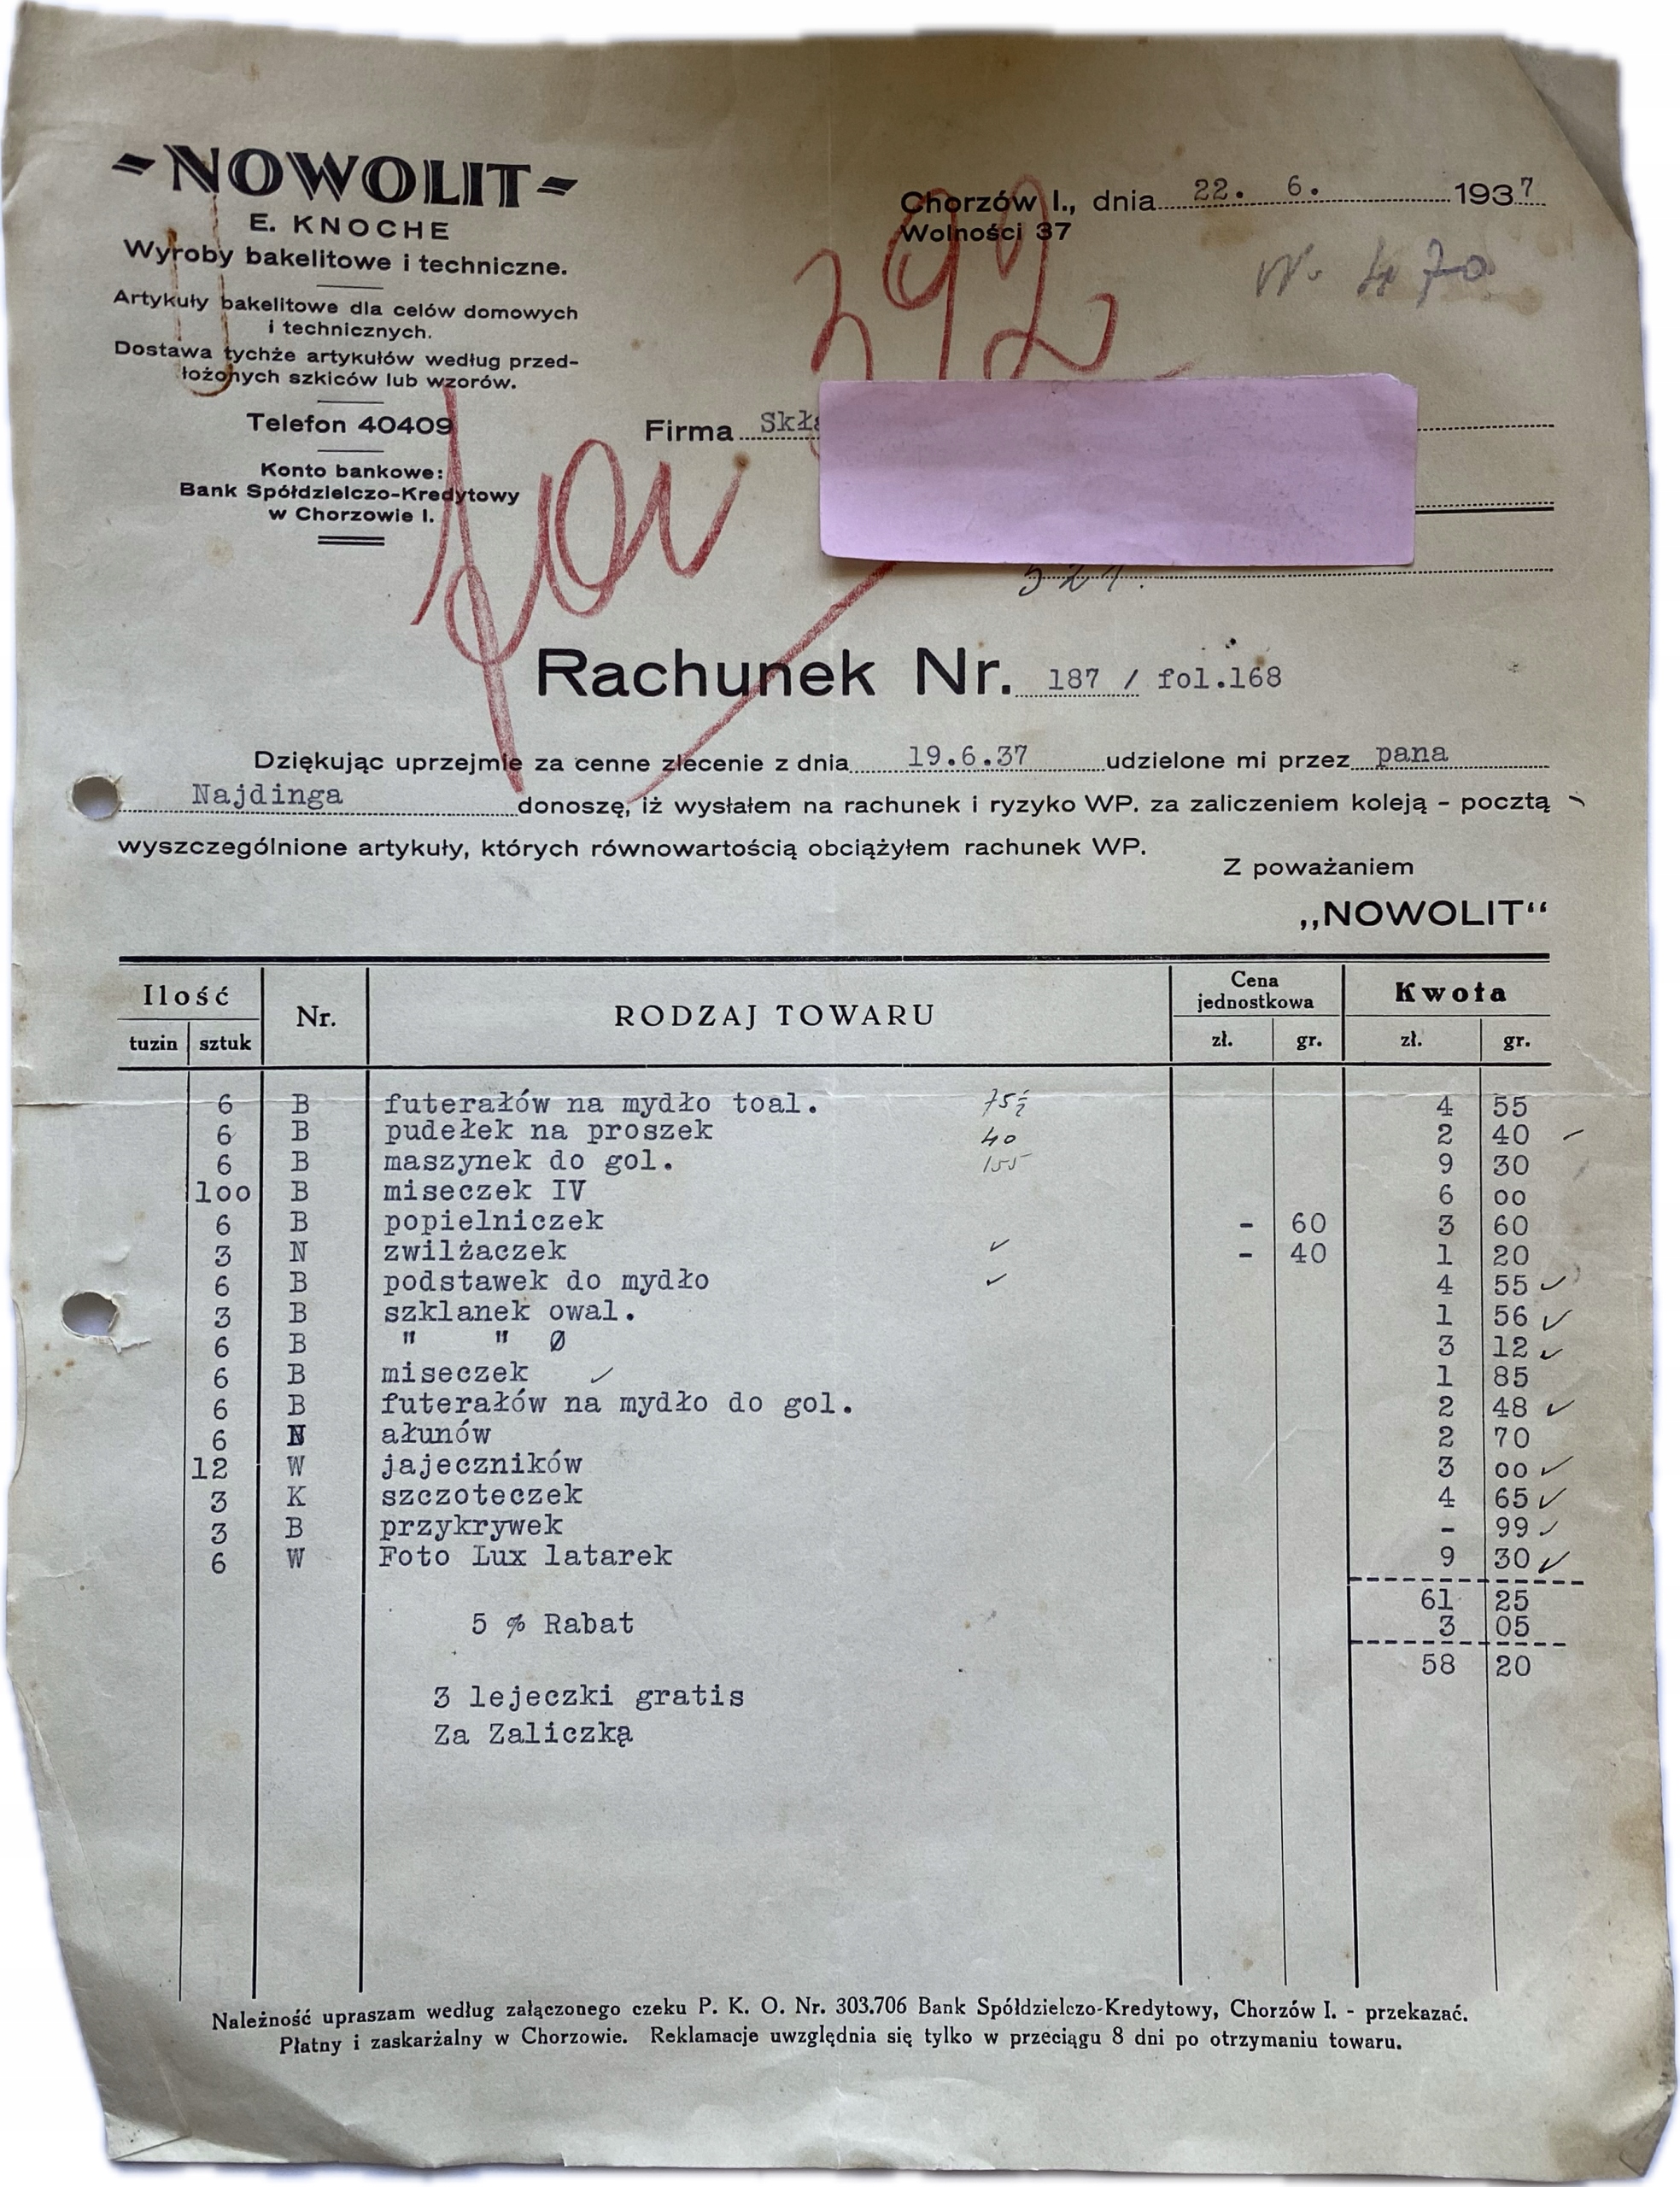 NOWOLIT
E. KNOCHE
Wyroby bakelitowe i techniczne.
Artykuły bakelitowe dla celów domowych
i technicznych.
Dostawa tychże artykułów według przed-
łożonych szkiców lub wzorów.
Telefon 40409
Konto bankowe:
Bank Spółdzielczo-Kredytowy
w Chorzowie I.
Chorzów I., dnia 22. 6. 1937
Wolności 37
392
W. 470
Firma Skła
521.
Rachunek Nr. 187 / fol.168
Dziękując uprzejmie za cenne zlecenie z dnia 19.6.37 udzielone mi przez pana
Najdinga donoszę, iż wysłałem na rachunek i ryzyko WP. za zaliczeniem koleją - pocztą -
wyszczególnione artykuły, których równowartością obciążyłem rachunek WP.
Z poważaniem
„NOWOLIT“
Ilość Nr. RODZAJ TOWARU Cena jednostkowa Kwota
tuzin sztuk zł. gr. zł. gr.
6 B futerałów na mydło toal. 75½ 4 55
6 B pudełek na proszek 40 2 40
6 B maszynek do gol. 155 9 30
100 B miseczek IV 6 00
6 B popielniczek - 60 3 60
3 N zwilżaczek - 40 1 20
6 B podstawek do mydło 4 55
3 B szklanek owal. 1 56
6 B " " Ø 3 12
6 B miseczek 1 85
6 B futerałów na mydło do gol. 2 48
6 N ałunów 2 70
12 W jajeczników 3 00
3 K szczoteczek 4 65
3 B przykrywek - 99
6 W Foto Lux latarek 9 30
61 25
5 % Rabat 3 05
58 20
3 lejeczki gratis
Za Zaliczką
Należność upraszam według załączonego czeku P. K. O. Nr. 303.706 Bank Spółdzielczo-Kredytowy, Chorzów I. - przekazać.
Płatny i zaskarżalny w Chorzowie. Reklamacje uwzględnia się tylko w przeciągu 8 dni po otrzymaniu towaru.